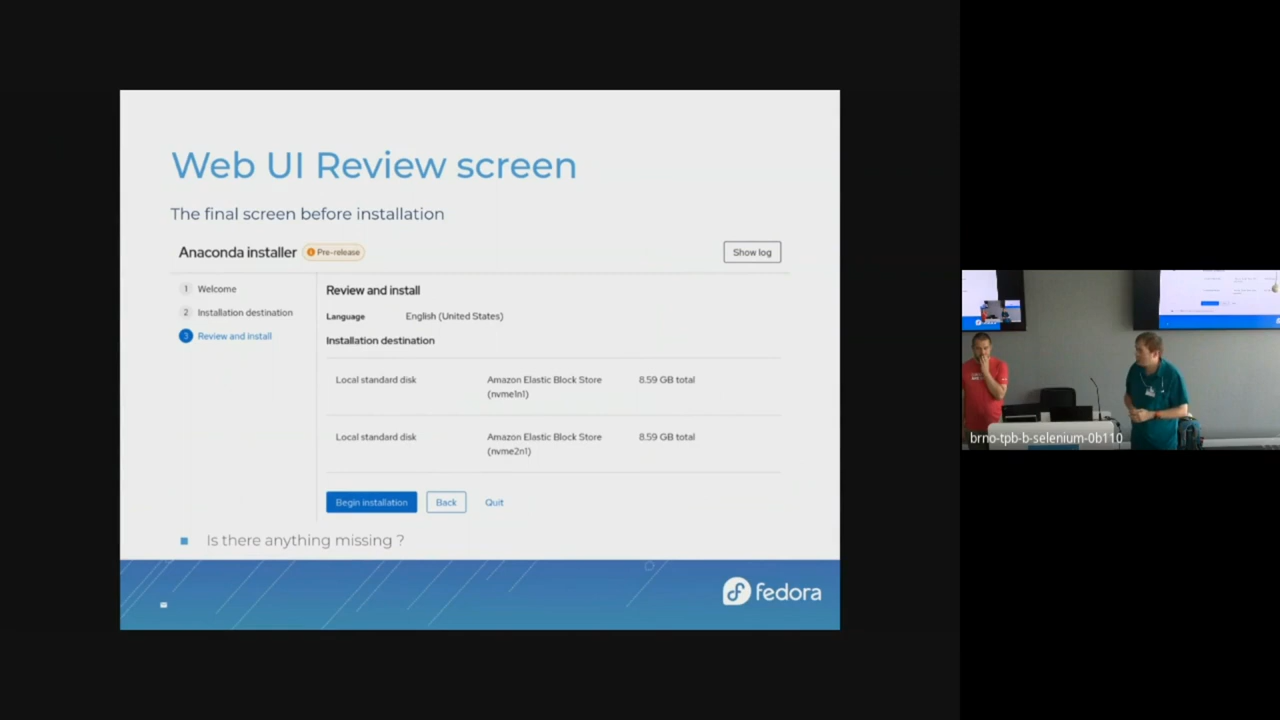 Web UI Review screen
The final screen before installation
Anaconda installer
Pre-release
Show log
1 Welcome
2 Installation destination
3 Review and install
Review and install
Language English (United States)
Installation destination
Local standard disk Amazon Elastic Block Store 8.59 GB total
(nvme1n1)
Local standard disk Amazon Elastic Block Store 8.59 GB total
(nvme2n1)
Begin installation Back Quit
Is there anything missing ?
fedora
brno-tpb-b-selenium-0b110